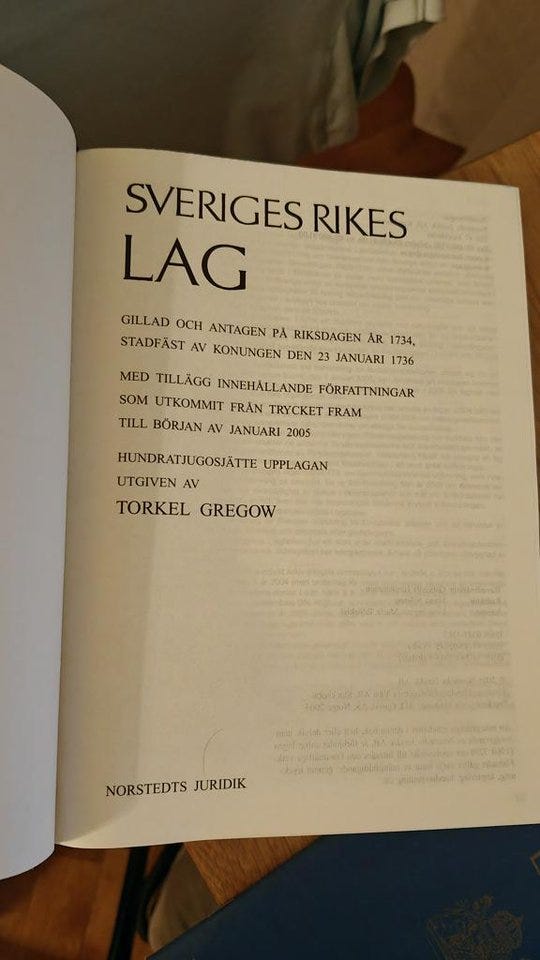 SVERIGES RIKES
LAG
GILLAD OCH ANTAGEN PÅ RIKSDAGEN ÅR 1734,
STADFÄST AV KONUNGEN DEN 23 JANUARI 1736
MED TILLÄGG INNEHÅLLANDE FÖRFATTNINGAR
SOM UTKOMMIT FRÅN TRYCKET FRAM
TILL BÖRJAN AV JANUARI 2005
HUNDRATJUGOSJÄTTE UPPLAGAN
UTGIVEN AV
TORKEL GREGOW
NORSTEDTS JURIDIK